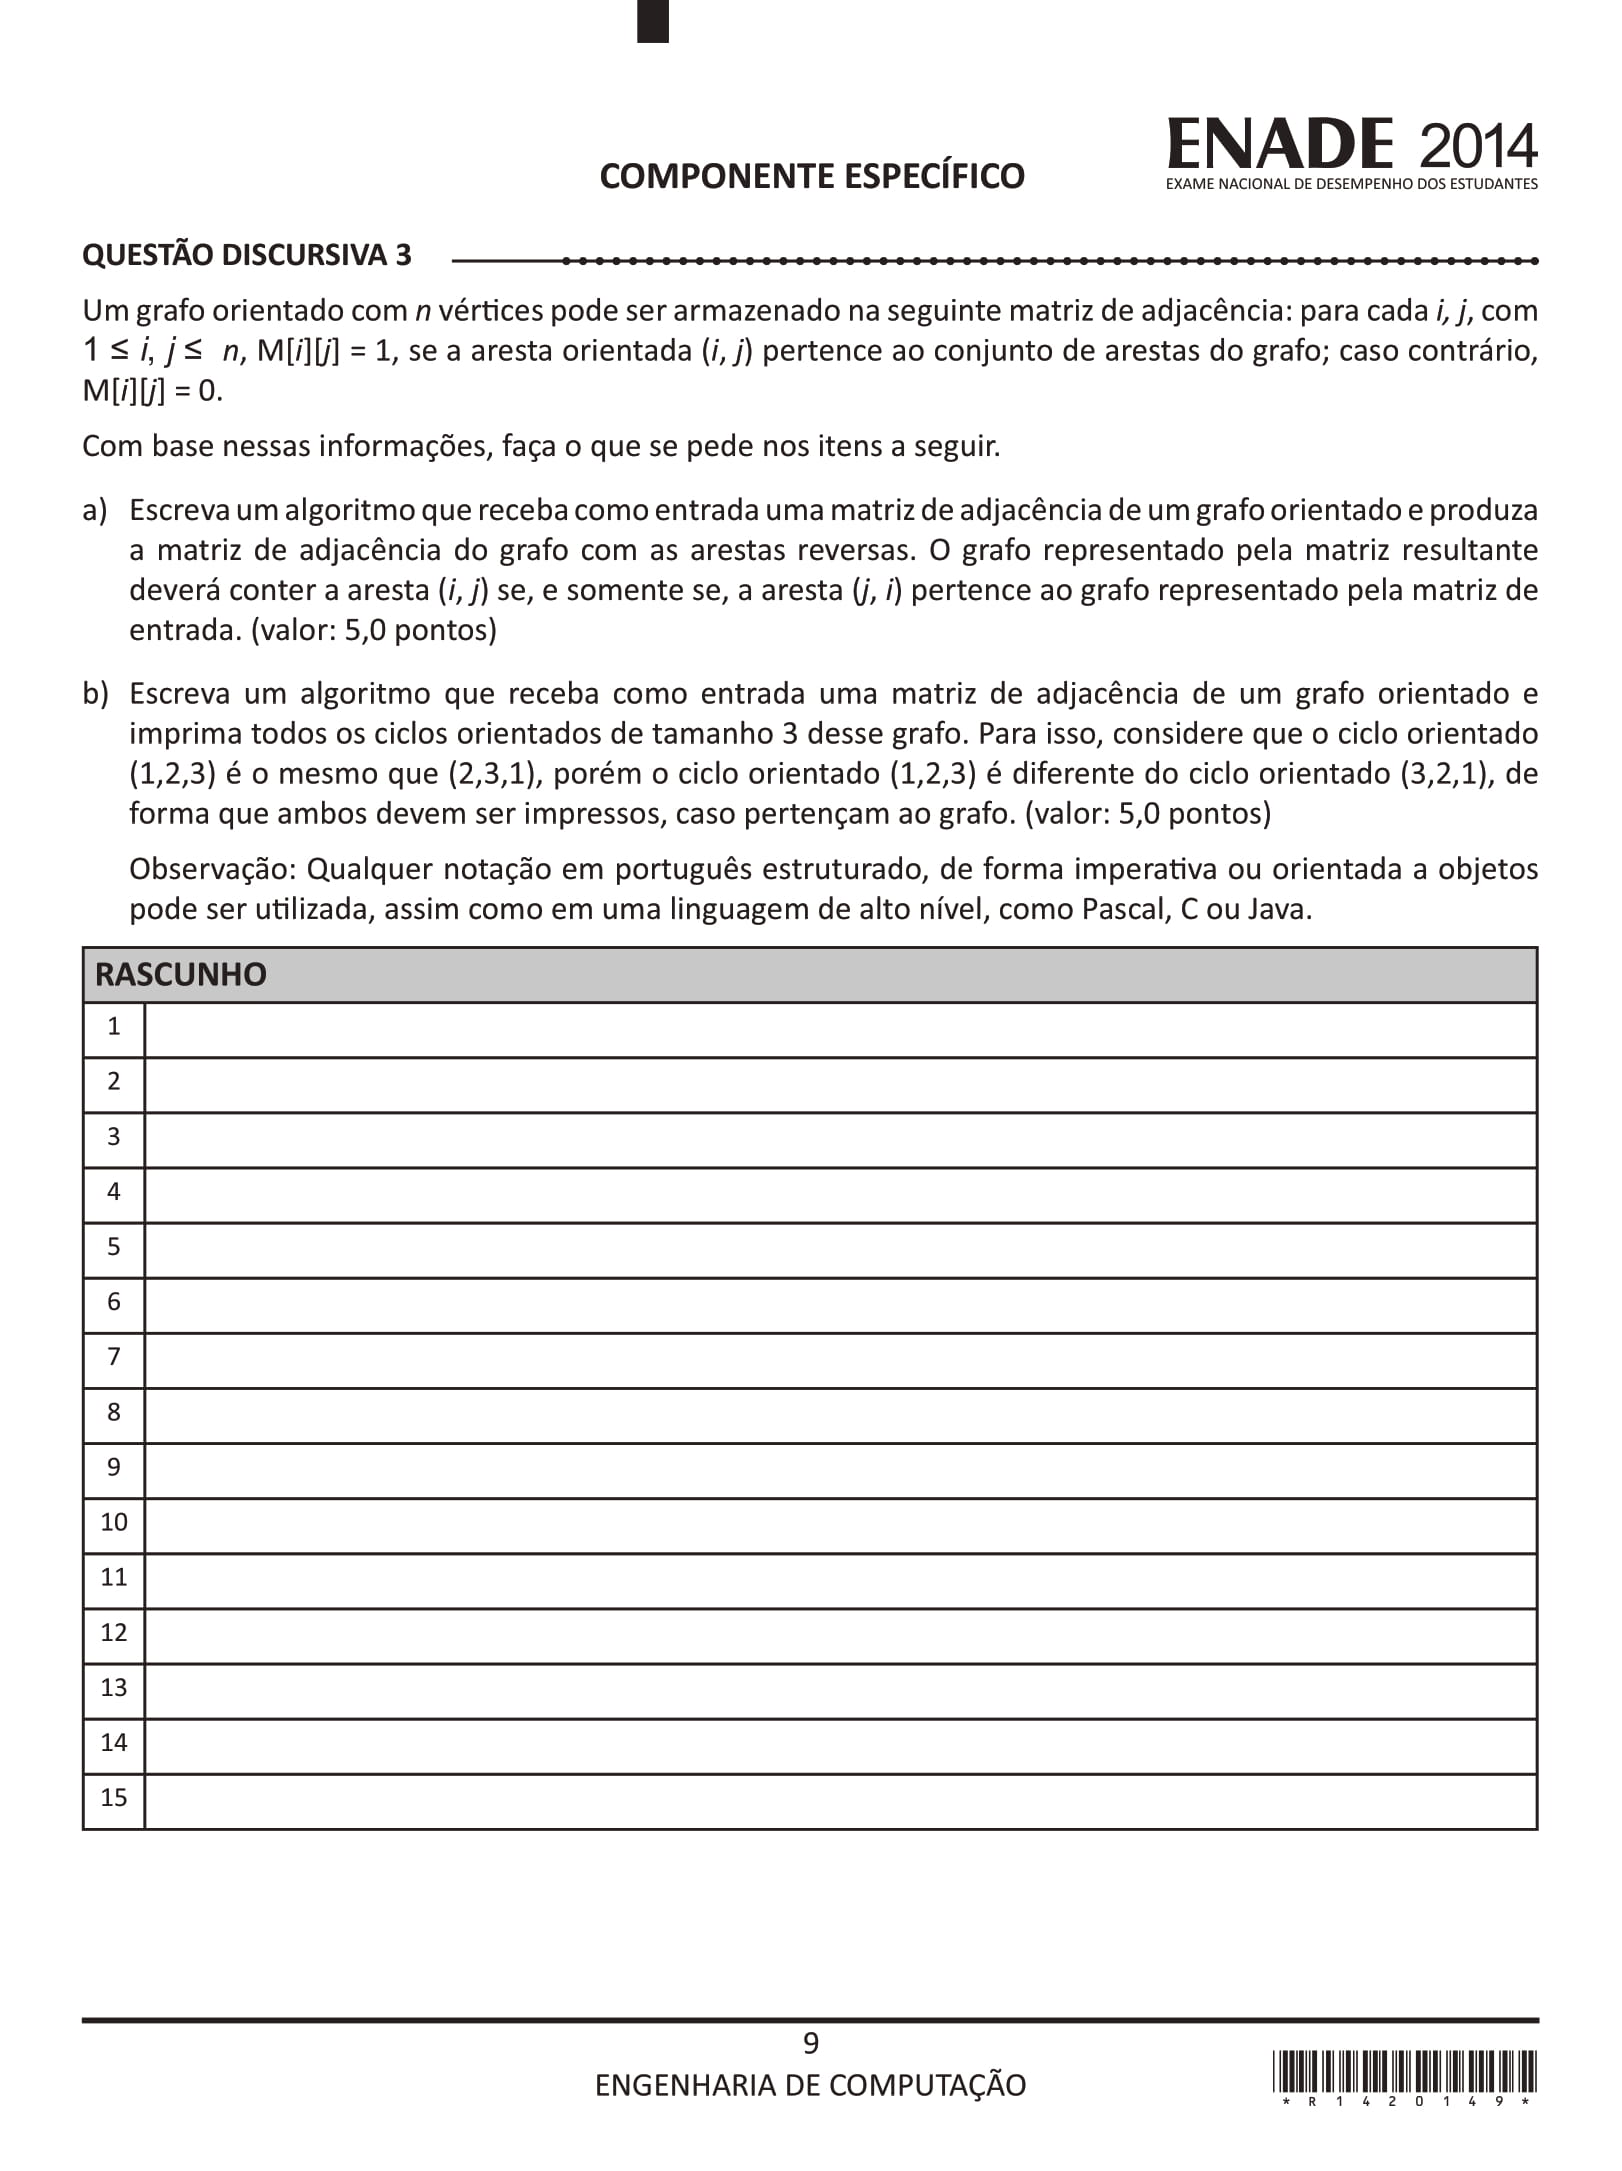 ENADE 2014
EXAME NACIONAL DE DESEMPENHO DOS ESTUDANTES
COMPONENTE ESPECÍFICO
QUESTÃO DISCURSIVA 3
Um grafo orientado com n vértices pode ser armazenado na seguinte matriz de adjacência: para cada i, j, com
1 ≤ i, j ≤ n, M[i][j] = 1, se a aresta orientada (i, j) pertence ao conjunto de arestas do grafo; caso contrário,
M[i][j] = 0.
Com base nessas informações, faça o que se pede nos itens a seguir.
a) Escreva um algoritmo que receba como entrada uma matriz de adjacência de um grafo orientado e produza
a matriz de adjacência do grafo com as arestas reversas. O grafo representado pela matriz resultante
deverá conter a aresta (i, j) se, e somente se, a aresta (j, i) pertence ao grafo representado pela matriz de
entrada. (valor: 5,0 pontos)
b) Escreva um algoritmo que receba como entrada uma matriz de adjacência de um grafo orientado e
imprima todos os ciclos orientados de tamanho 3 desse grafo. Para isso, considere que o ciclo orientado
(1,2,3) é o mesmo que (2,3,1), porém o ciclo orientado (1,2,3) é diferente do ciclo orientado (3,2,1), de
forma que ambos devem ser impressos, caso pertençam ao grafo. (valor: 5,0 pontos)
Observação: Qualquer notação em português estruturado, de forma imperativa ou orientada a objetos
pode ser utilizada, assim como em uma linguagem de alto nível, como Pascal, C ou Java.
RASCUNHO
1
2
3
4
5
6
7
8
9
10
11
12
13
14
15
9
ENGENHARIA DE COMPUTAÇÃO
* R 1 4 2 0 1 4 9 *